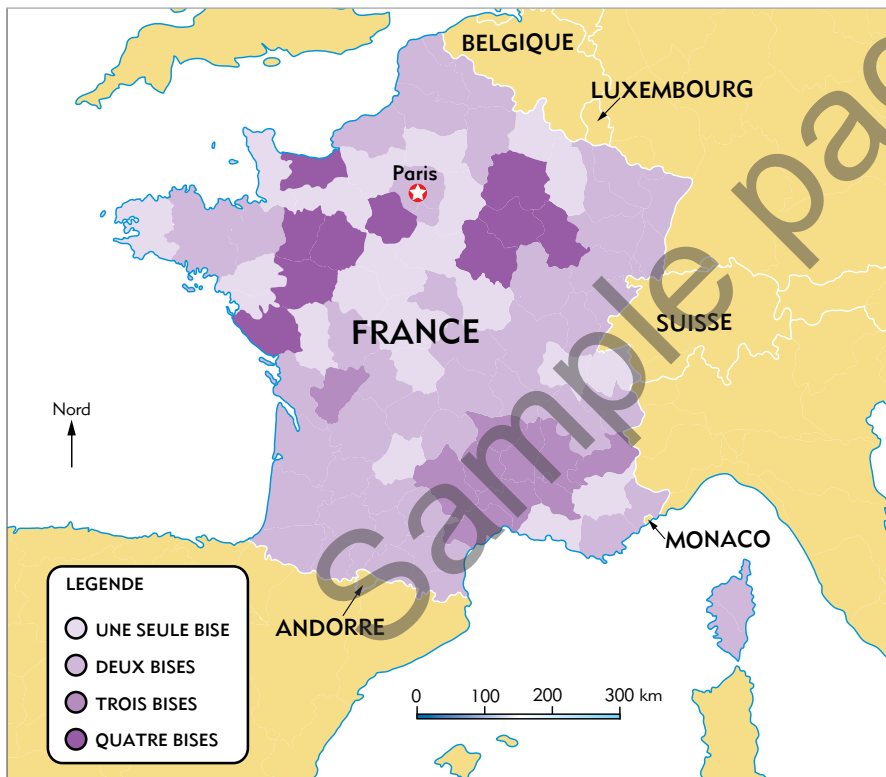 BELGIQUE
LUXEMBOURG
Paris
FRANCE
SUISSE
Nord
MONACO
ANDORRE
LEGENDE
UNE SEULE BISE
DEUX BISES
TROIS BISES
QUATRE BISES
0 100 200 300 km
Sample pac